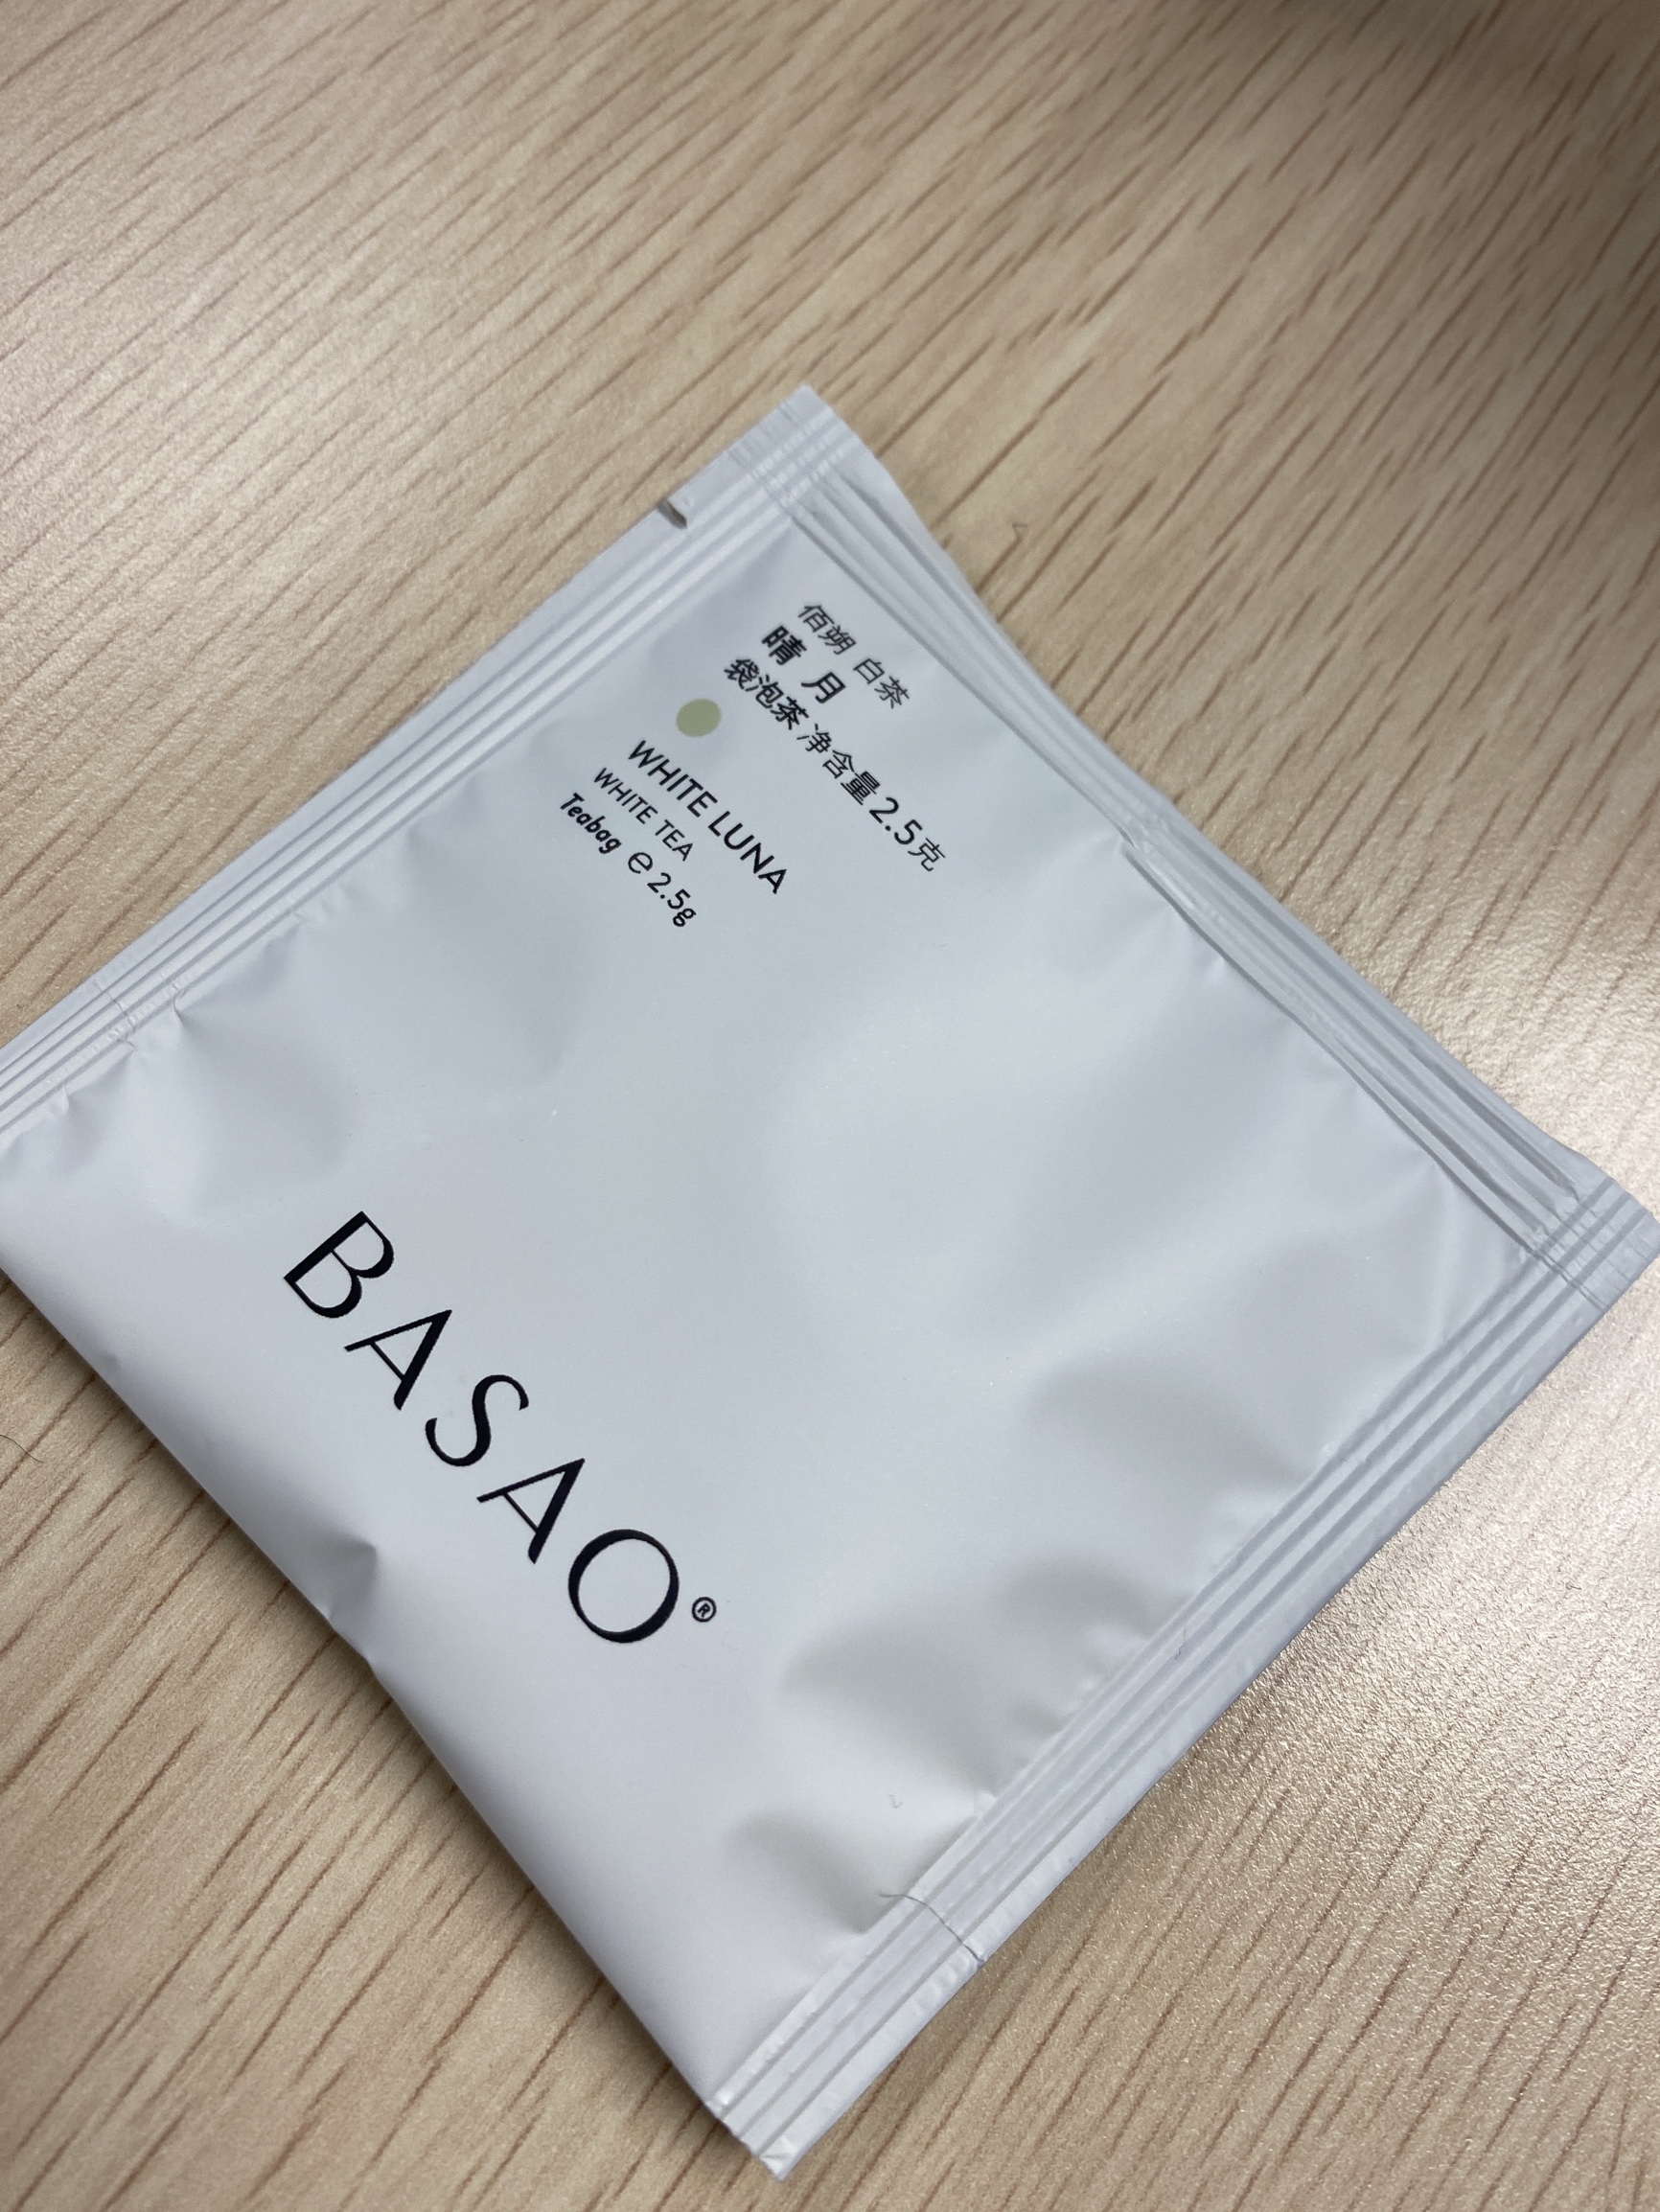 佰朔 白茶
晴 月
袋泡茶 净含量 2.5克
WHITE LUNA
WHITE TEA
Teabag ℮ 2.5g
BASAO®